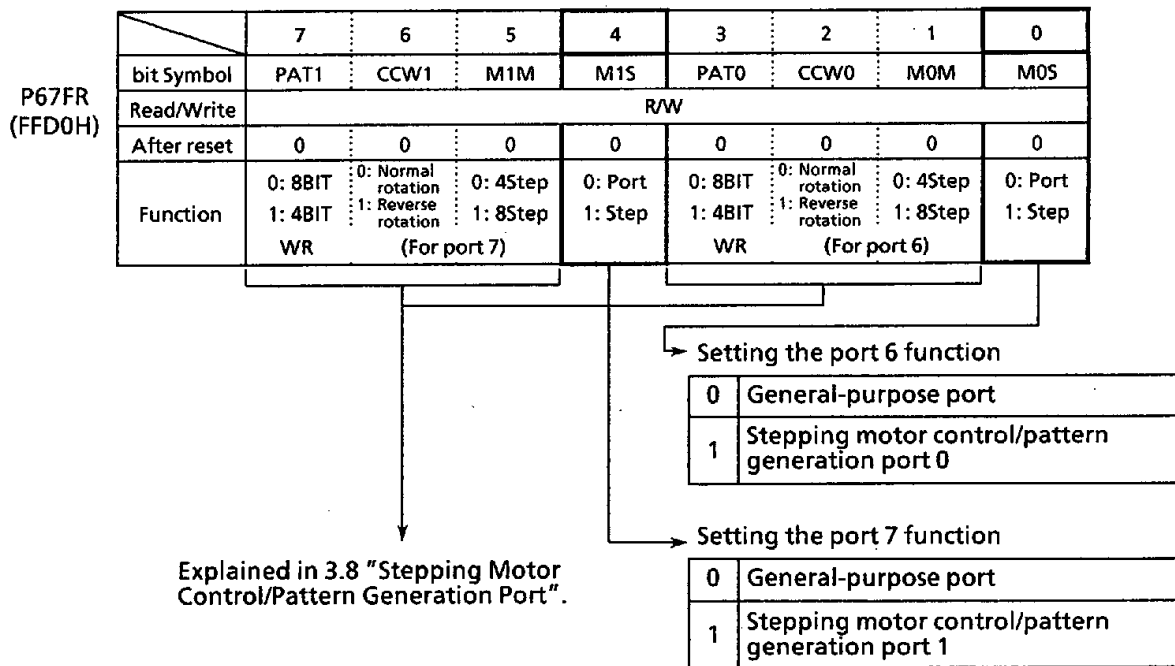 7 6 5 4 3 2 1 0
bit Symbol PAT1 CCW1 M1M M1S PAT0 CCW0 M0M M0S
P67FR
(FFD0H)
Read/Write R/W
After reset 0 0 0 0 0 0 0 0
Function
0: 8BIT 0: Normal rotation 0: 4Step 0: Port 0: 8BIT 0: Normal rotation 0: 4Step 0: Port
1: 4BIT 1: Reverse rotation 1: 8Step 1: Step 1: 4BIT 1: Reverse rotation 1: 8Step 1: Step
WR (For port 7) WR (For port 6)
Setting the port 6 function
0 General-purpose port
1 Stepping motor control/pattern
generation port 0
Setting the port 7 function
0 General-purpose port
1 Stepping motor control/pattern
generation port 1
Explained in 3.8 "Stepping Motor
Control/Pattern Generation Port".